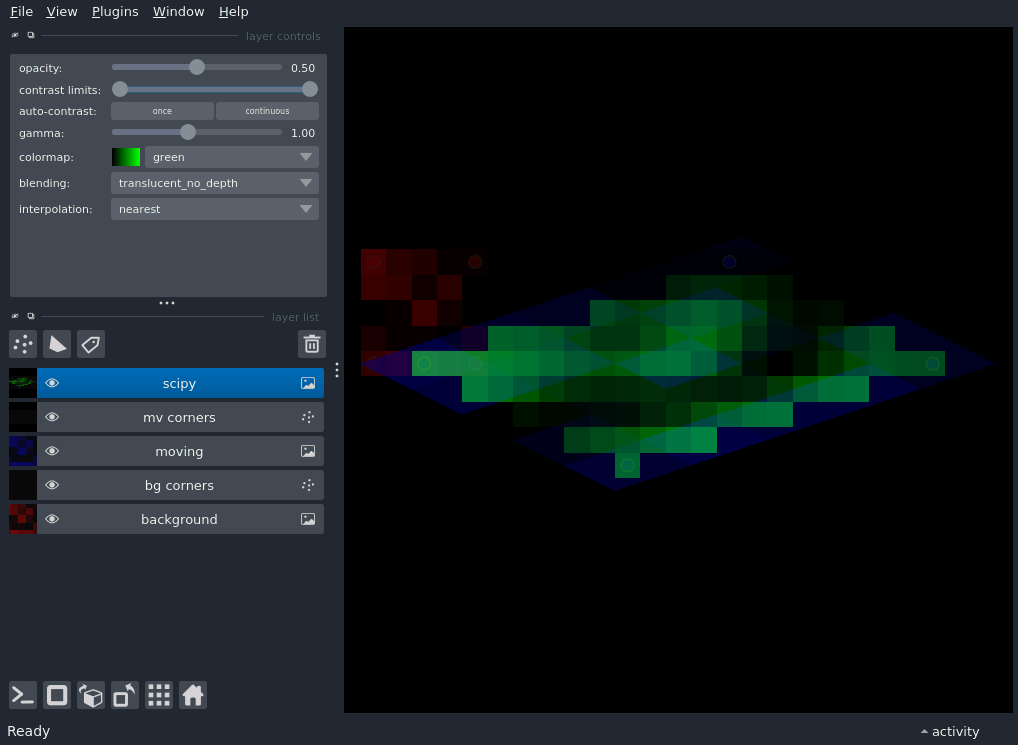 File View Plugins Window Help
layer controls
opacity: 0.50
contrast limits:
auto-contrast: once continuous
gamma: 1.00
colormap: green
blending: translucent_no_depth
interpolation: nearest
layer list
scipy
mv corners
moving
bg corners
background
Ready activity